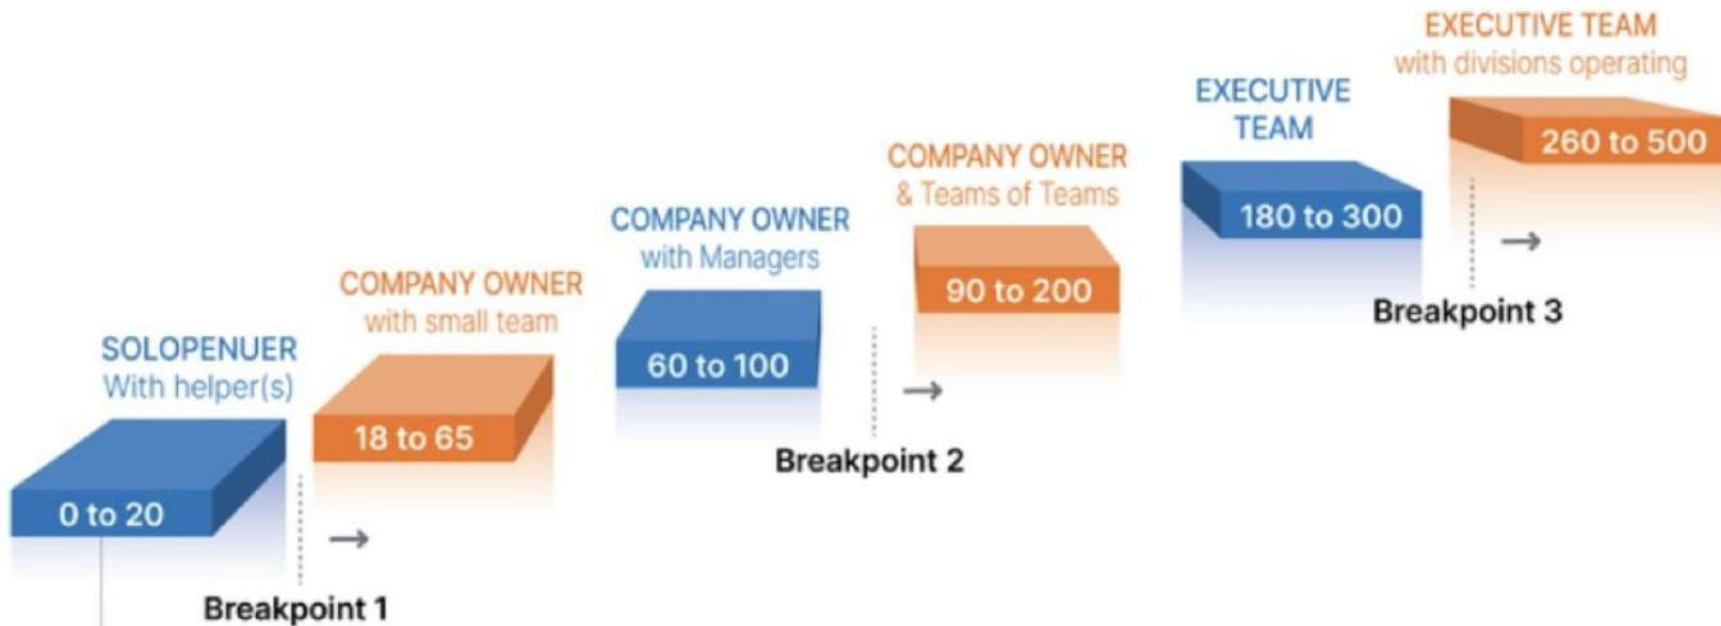 SOLOPENUER
With helper(s)
0 to 20
Breakpoint 1
COMPANY OWNER
with small team
18 to 65
COMPANY OWNER
with Managers
60 to 100
Breakpoint 2
COMPANY OWNER
& Teams of Teams
90 to 200
EXECUTIVE
TEAM
180 to 300
Breakpoint 3
EXECUTIVE TEAM
with divisions operating
260 to 500